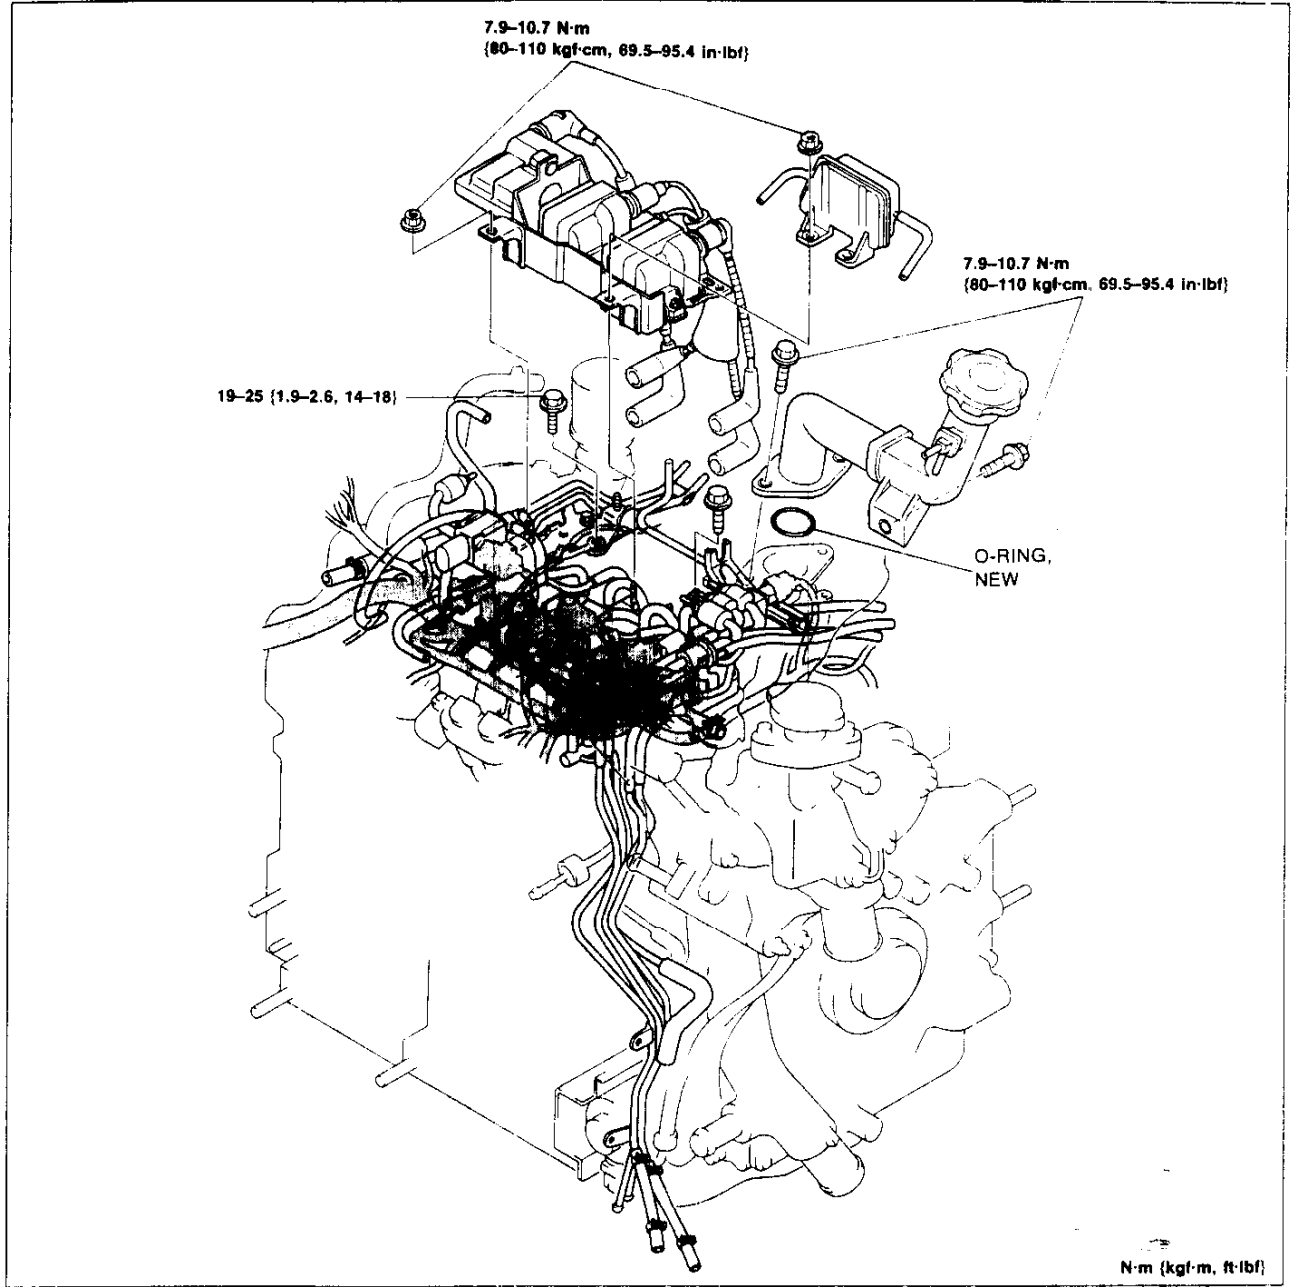 7.9–10.7 N·m
{80–110 kgf·cm, 69.5–95.4 in·lbf}
7.9–10.7 N·m
{80–110 kgf·cm, 69.5–95.4 in·lbf}
19–25 {1.9–2.6, 14–18}
O-RING,
NEW
N·m {kgf·m, ft·lbf}